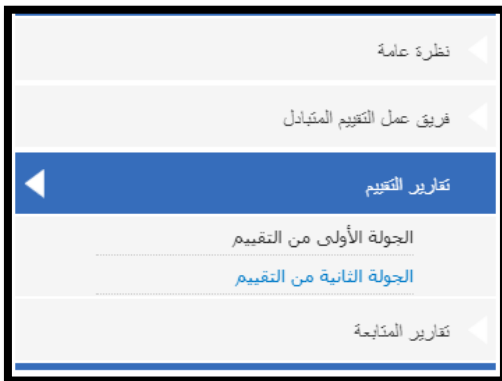 نظرة عامة
فريق عمل التقييم المتبادل
تقارير التقييم
الجولة الأولى من التقييم
الجولة الثانية من التقييم
تقارير المتابعة